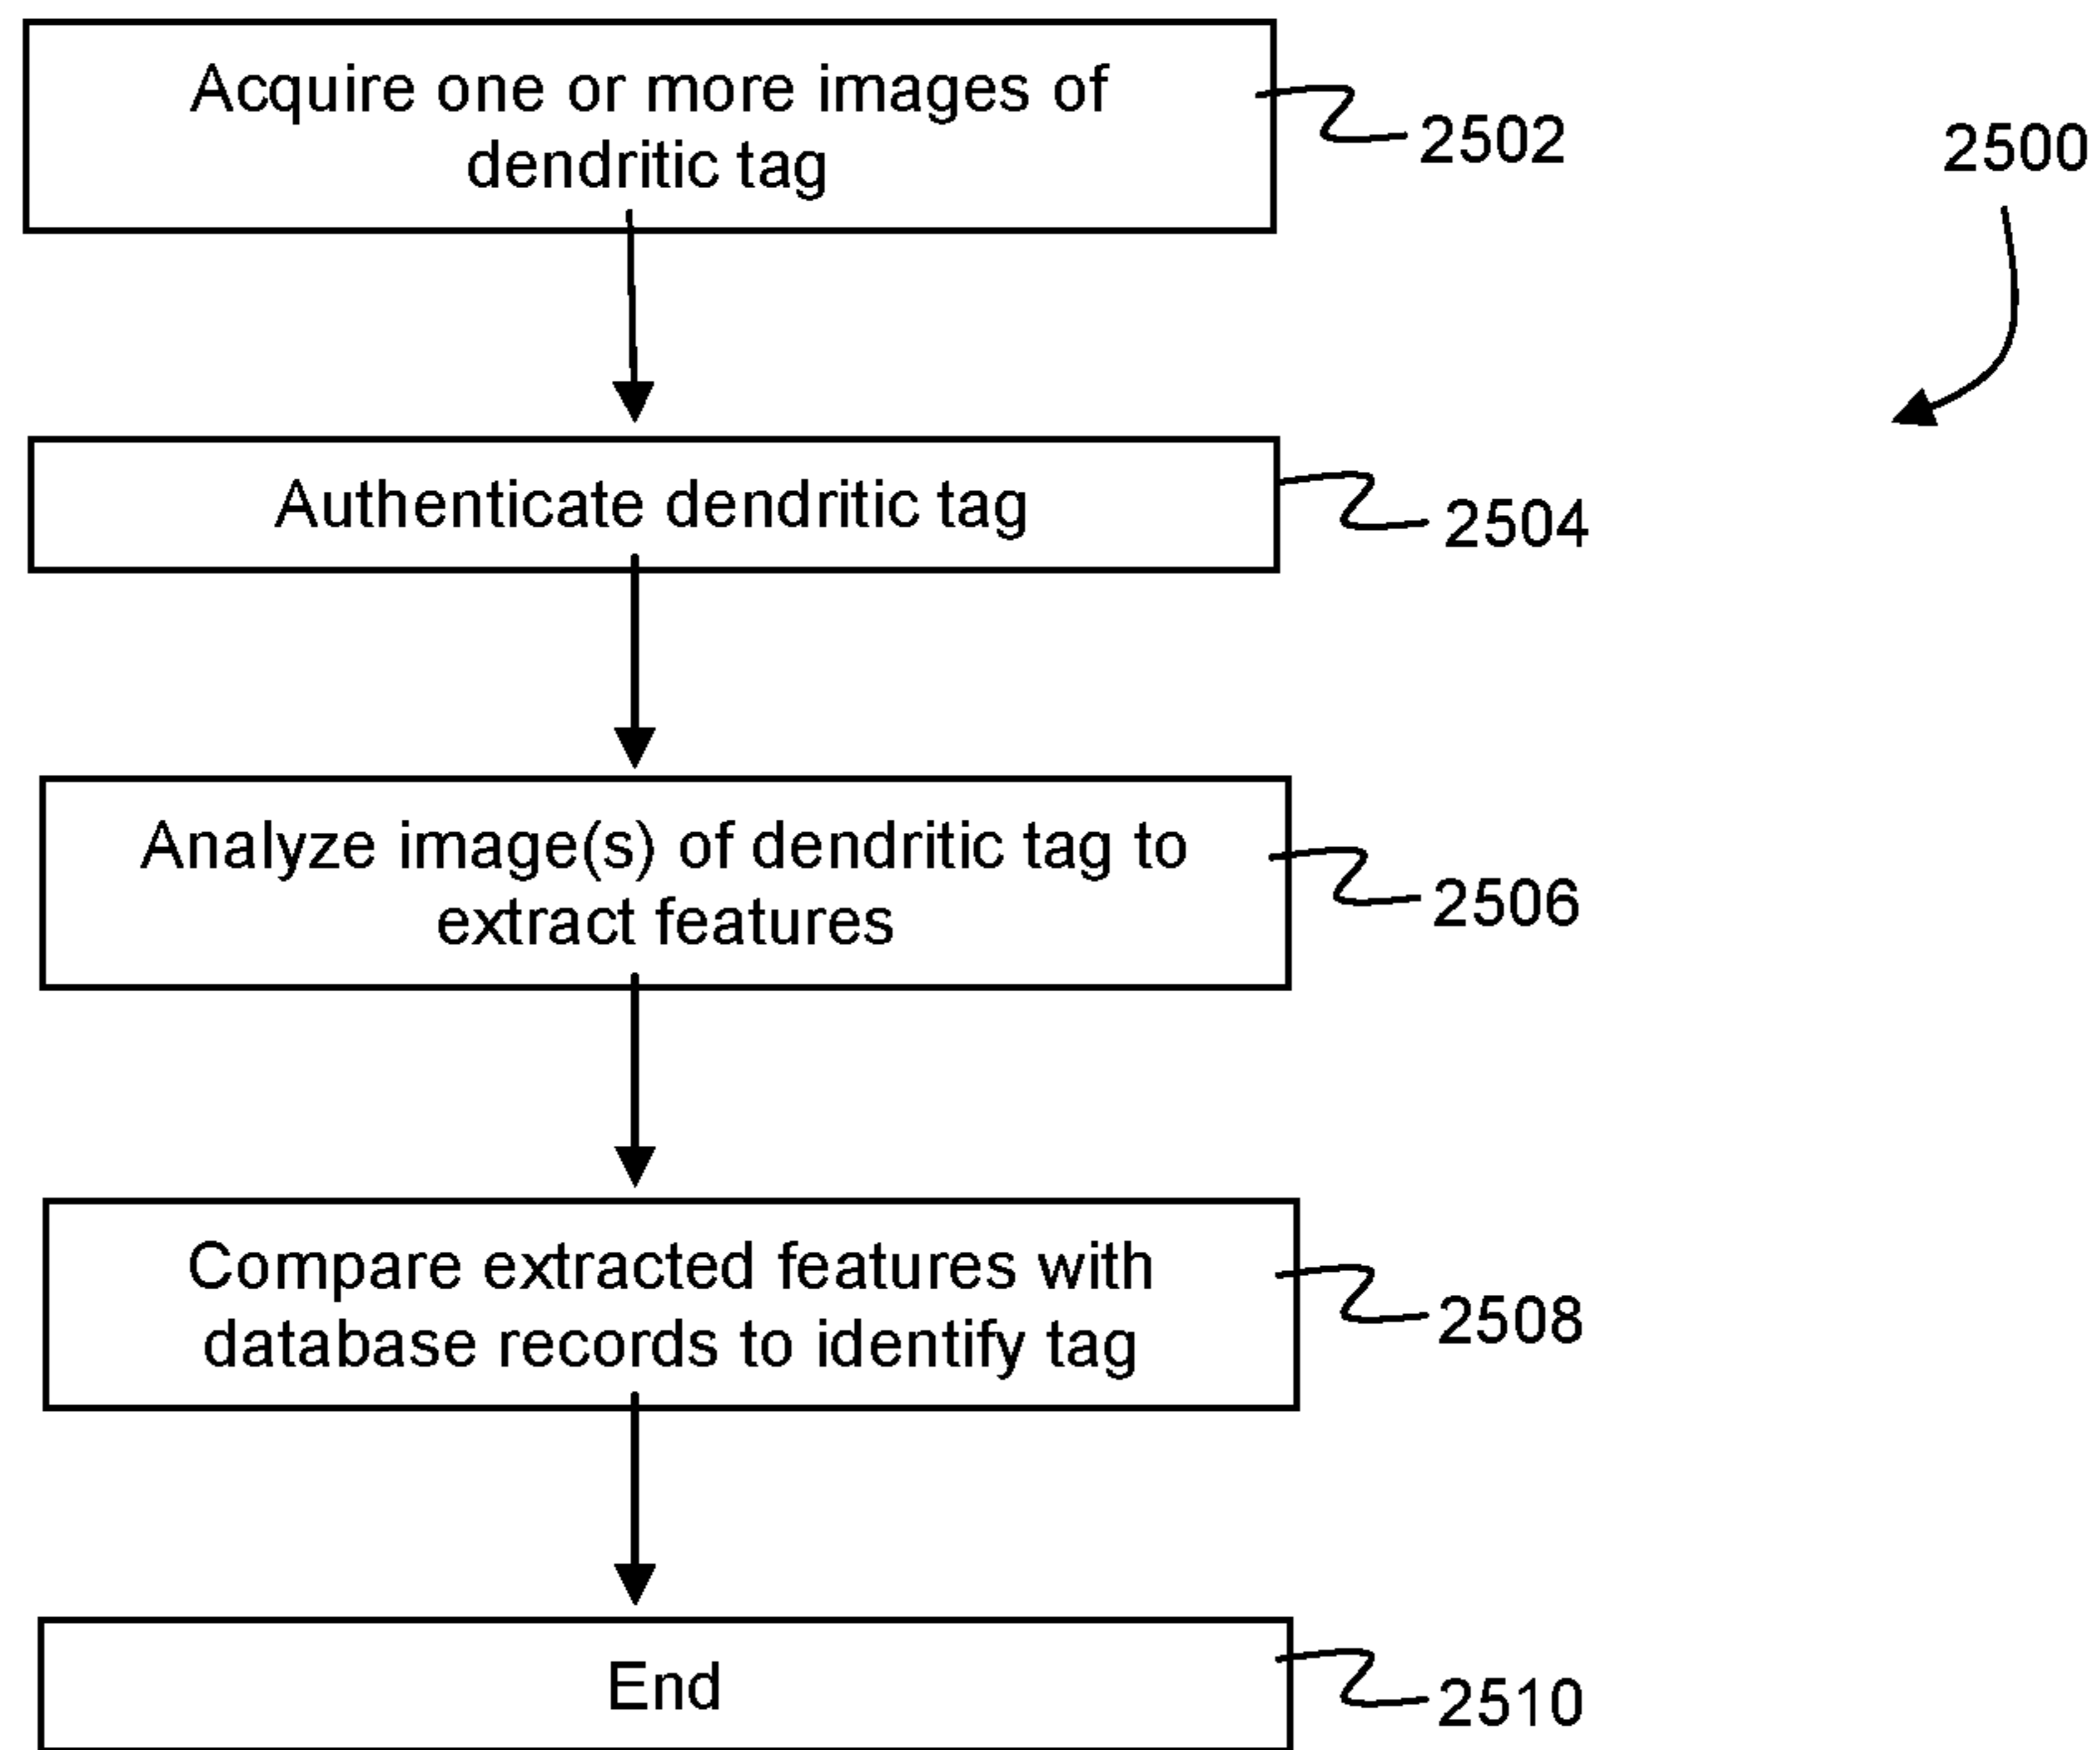 Acquire one or more images of
dendritic tag
2502
2500
Authenticate dendritic tag
2504
Analyze image(s) of dendritic tag to
extract features
2506
Compare extracted features with
database records to identify tag
2508
End
2510